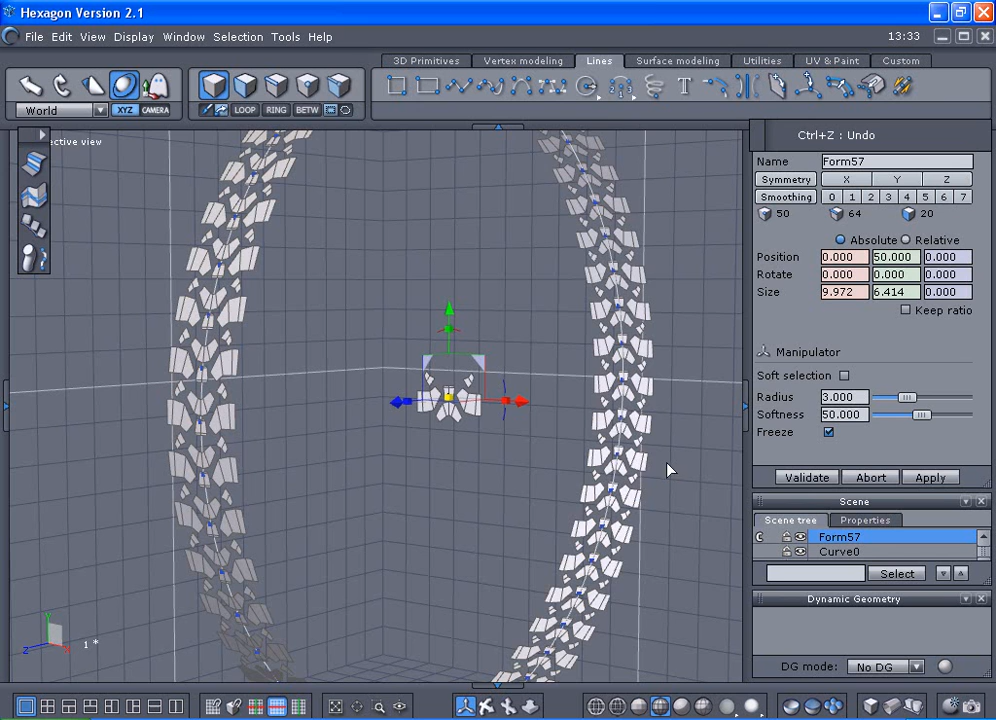 Hexagon Version 2.1
File Edit View Display Window Selection Tools Help
13:33
3D Primitives Vertex modeling Lines Surface modeling Utilities UV & Paint Custom
World XYZ CAMERA LOOP RING BETW
ective view
Ctrl+Z : Undo
Name Form57
Symmetry X Y Z
Smoothing 0 1 2 3 4 5 6 7
50 64 20
Absolute Relative
Position 0.000 50.000 0.000
Rotate 0.000 0.000 0.000
Size 9.972 6.414 0.000
Keep ratio
Manipulator
Soft selection
Radius 3.000
Softness 50.000
Freeze
Validate Abort Apply
Scene
Scene tree Properties
C Form57
Curve0
Select
Dynamic Geometry
DG mode: No DG
Y
Z X
1 *